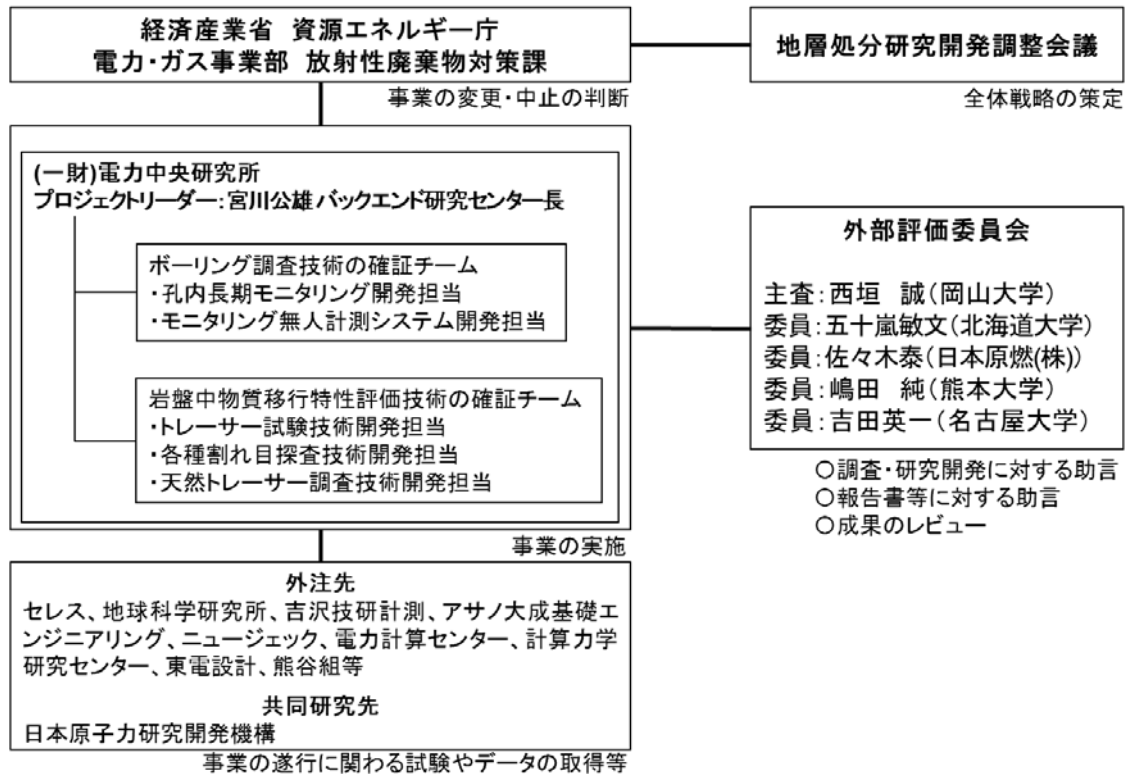 経済産業省 資源エネルギー庁
電力・ガス事業部 放射性廃棄物対策課
地層処分研究開発調整会議
事業の変更・中止の判断
全体戦略の策定
(一財)電力中央研究所
プロジェクトリーダー：宮川公雄 バックエンド研究センター長
ボーリング調査技術の確証チーム
・孔内長期モニタリング開発担当
・モニタリング無人計測システム開発担当
岩盤中物質移行特性評価技術の確証チーム
・トレーサー試験技術開発担当
・各種割れ目探査技術開発担当
・天然トレーサー調査技術開発担当
事業の実施
外部評価委員会
主査：西垣 誠(岡山大学)
委員：五十嵐敏文(北海道大学)
委員：佐々木泰(日本原燃(株))
委員：嶋田 純(熊本大学)
委員：吉田英一(名古屋大学)
○調査・研究開発に対する助言
○報告書等に対する助言
○成果のレビュー
外注先
セレス、地球科学研究所、吉沢技研計測、アサノ大成基礎エ
ンジニアリング、ニュージェック、電力計算センター、計算力学
研究センター、東電設計、熊谷組等
共同研究先
日本原子力研究開発機構
事業の遂行に関わる試験やデータの取得等